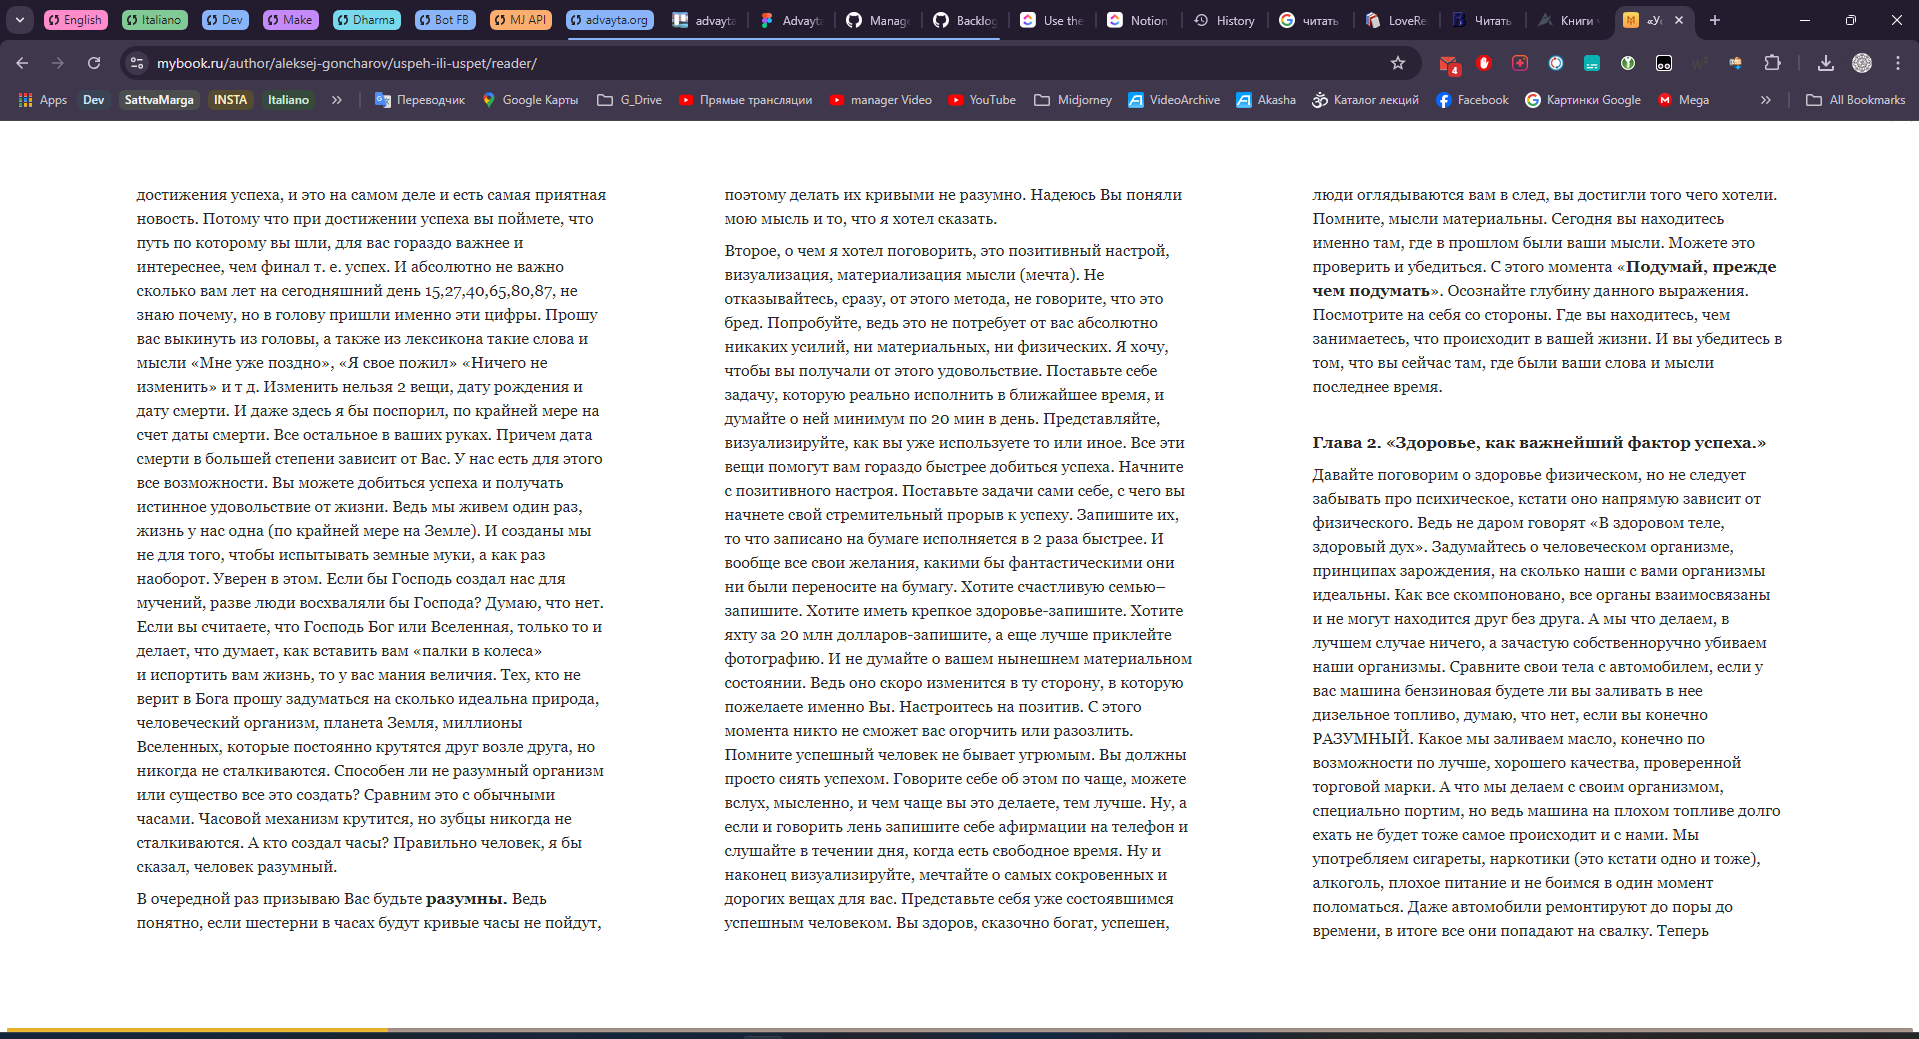 English
Italiano
Dev
Make
Dharma
Bot FB
MJ API
advayta.org
advayta
Advayta
Manage
Backlog
Use the
Notion
History
читать
LoveRe
Читать
Книги
«Ус
mybook.ru/author/aleksej-goncharov/uspeh-ili-uspet/reader/
4
Apps
Dev
SattvaMarga
INSTA
Italiano
Переводчик
Google Карты
G_Drive
Прямые трансляции
manager Video
YouTube
Midjorney
VideoArchive
Akasha
Каталог лекций
Facebook
Картинки Google
Mega
All Bookmarks
достижения успеха, и это на самом деле и есть самая приятная
новость. Потому что при достижении успеха вы поймете, что
путь по которому вы шли, для вас гораздо важнее и
интереснее, чем финал т. е. успех. И абсолютно не важно
сколько вам лет на сегодняшний день 15,27,40,65,80,87, не
знаю почему, но в голову пришли именно эти цифры. Прошу
вас выкинуть из головы, а также из лексикона такие слова и
мысли «Мне уже поздно», «Я свое пожил» «Ничего не
изменить» и т д. Изменить нельзя 2 вещи, дату рождения и
дату смерти. И даже здесь я бы поспорил, по крайней мере на
счет даты смерти. Все остальное в ваших руках. Причем дата
смерти в большей степени зависит от Вас. У нас есть для этого
все возможности. Вы можете добиться успеха и получать
истинное удовольствие от жизни. Ведь мы живем один раз,
жизнь у нас одна (по крайней мере на Земле). И созданы мы
не для того, чтобы испытывать земные муки, а как раз
наоборот. Уверен в этом. Если бы Господь создал нас для
мучений, разве люди восхваляли бы Господа? Думаю, что нет.
Если вы считаете, что Господь Бог или Вселенная, только то и
делает, что думает, как вставить вам «палки в колеса»
и испортить вам жизнь, то у вас мания величия. Тех, кто не
верит в Бога прошу задуматься на сколько идеальна природа,
человеческий организм, планета Земля, миллионы
Вселенных, которые постоянно крутятся друг возле друга, но
никогда не сталкиваются. Способен ли не разумный организм
или существо все это создать? Сравним это с обычными
часами. Часовой механизм крутится, но зубцы никогда не
сталкиваются. А кто создал часы? Правильно человек, я бы
сказал, человек разумный.
В очередной раз призываю Вас будьте разумны. Ведь
понятно, если шестерни в часах будут кривые часы не пойдут,
поэтому делать их кривыми не разумно. Надеюсь Вы поняли
мою мысль и то, что я хотел сказать.
Второе, о чем я хотел поговорить, это позитивный настрой,
визуализация, материализация мысли (мечта). Не
отказывайтесь, сразу, от этого метода, не говорите, что это
бред. Попробуйте, ведь это не потребует от вас абсолютно
никаких усилий, ни материальных, ни физических. Я хочу,
чтобы вы получали от этого удовольствие. Поставьте себе
задачу, которую реально исполнить в ближайшее время, и
думайте о ней минимум по 20 мин в день. Представляйте,
визуализируйте, как вы уже используете то или иное. Все эти
вещи помогут вам гораздо быстрее добиться успеха. Начните
с позитивного настроя. Поставьте задачи сами себе, с чего вы
начнете свой стремительный прорыв к успеху. Запишите их,
то что записано на бумаге исполняется в 2 раза быстрее. И
вообще все свои желания, какими бы фантастическими они
ни были переносите на бумагу. Хотите счастливую семью–
запишите. Хотите иметь крепкое здоровье-запишите. Хотите
яхту за 20 млн долларов-запишите, а еще лучше приклейте
фотографию. И не думайте о вашем нынешнем материальном
состоянии. Ведь оно скоро изменится в ту сторону, в которую
пожелаете именно Вы. Настроитесь на позитив. С этого
момента никто не сможет вас огорчить или разозлить.
Помните успешный человек не бывает угрюмым. Вы должны
просто сиять успехом. Говорите себе об этом по чаще, можете
вслух, мысленно, и чем чаще вы это делаете, тем лучше. Ну, а
если и говорить лень запишите себе афирмации на телефон и
слушайте в течении дня, когда есть свободное время. Ну и
наконец визуализируйте, мечтайте о самых сокровенных и
дорогих вещах для вас. Представьте себя уже состоявшимся
успешным человеком. Вы здоров, сказочно богат, успешен,
люди оглядываются вам в след, вы достигли того чего хотели.
Помните, мысли материальны. Сегодня вы находитесь
именно там, где в прошлом были ваши мысли. Можете это
проверить и убедиться. С этого момента «Подумай, прежде
чем подумать». Осознайте глубину данного выражения.
Посмотрите на себя со стороны. Где вы находитесь, чем
занимаетесь, что происходит в вашей жизни. И вы убедитесь в
том, что вы сейчас там, где были ваши слова и мысли
последнее время.
Глава 2. «Здоровье, как важнейший фактор успеха.»
Давайте поговорим о здоровье физическом, но не следует
забывать про психическое, кстати оно напрямую зависит от
физического. Ведь не даром говорят «В здоровом теле,
здоровый дух». Задумайтесь о человеческом организме,
принципах зарождения, на сколько наши с вами организмы
идеальны. Как все скомпоновано, все органы взаимосвязаны
и не могут находится друг без друга. А мы что делаем, в
лучшем случае ничего, а зачастую собственноручно убиваем
наши организмы. Сравните свои тела с автомобилем, если у
вас машина бензиновая будете ли вы заливать в нее
дизельное топливо, думаю, что нет, если вы конечно
РАЗУМНЫЙ. Какое мы заливаем масло, конечно по
возможности по лучше, хорошего качества, проверенной
торговой марки. А что мы делаем с своим организмом,
специально портим, но ведь машина на плохом топливе долго
ехать не будет тоже самое происходит и с нами. Мы
употребляем сигареты, наркотики (это кстати одно и тоже),
алкоголь, плохое питание и не боимся в один момент
поломаться. Даже автомобили ремонтируют до поры до
времени, в итоге все они попадают на свалку. Теперь